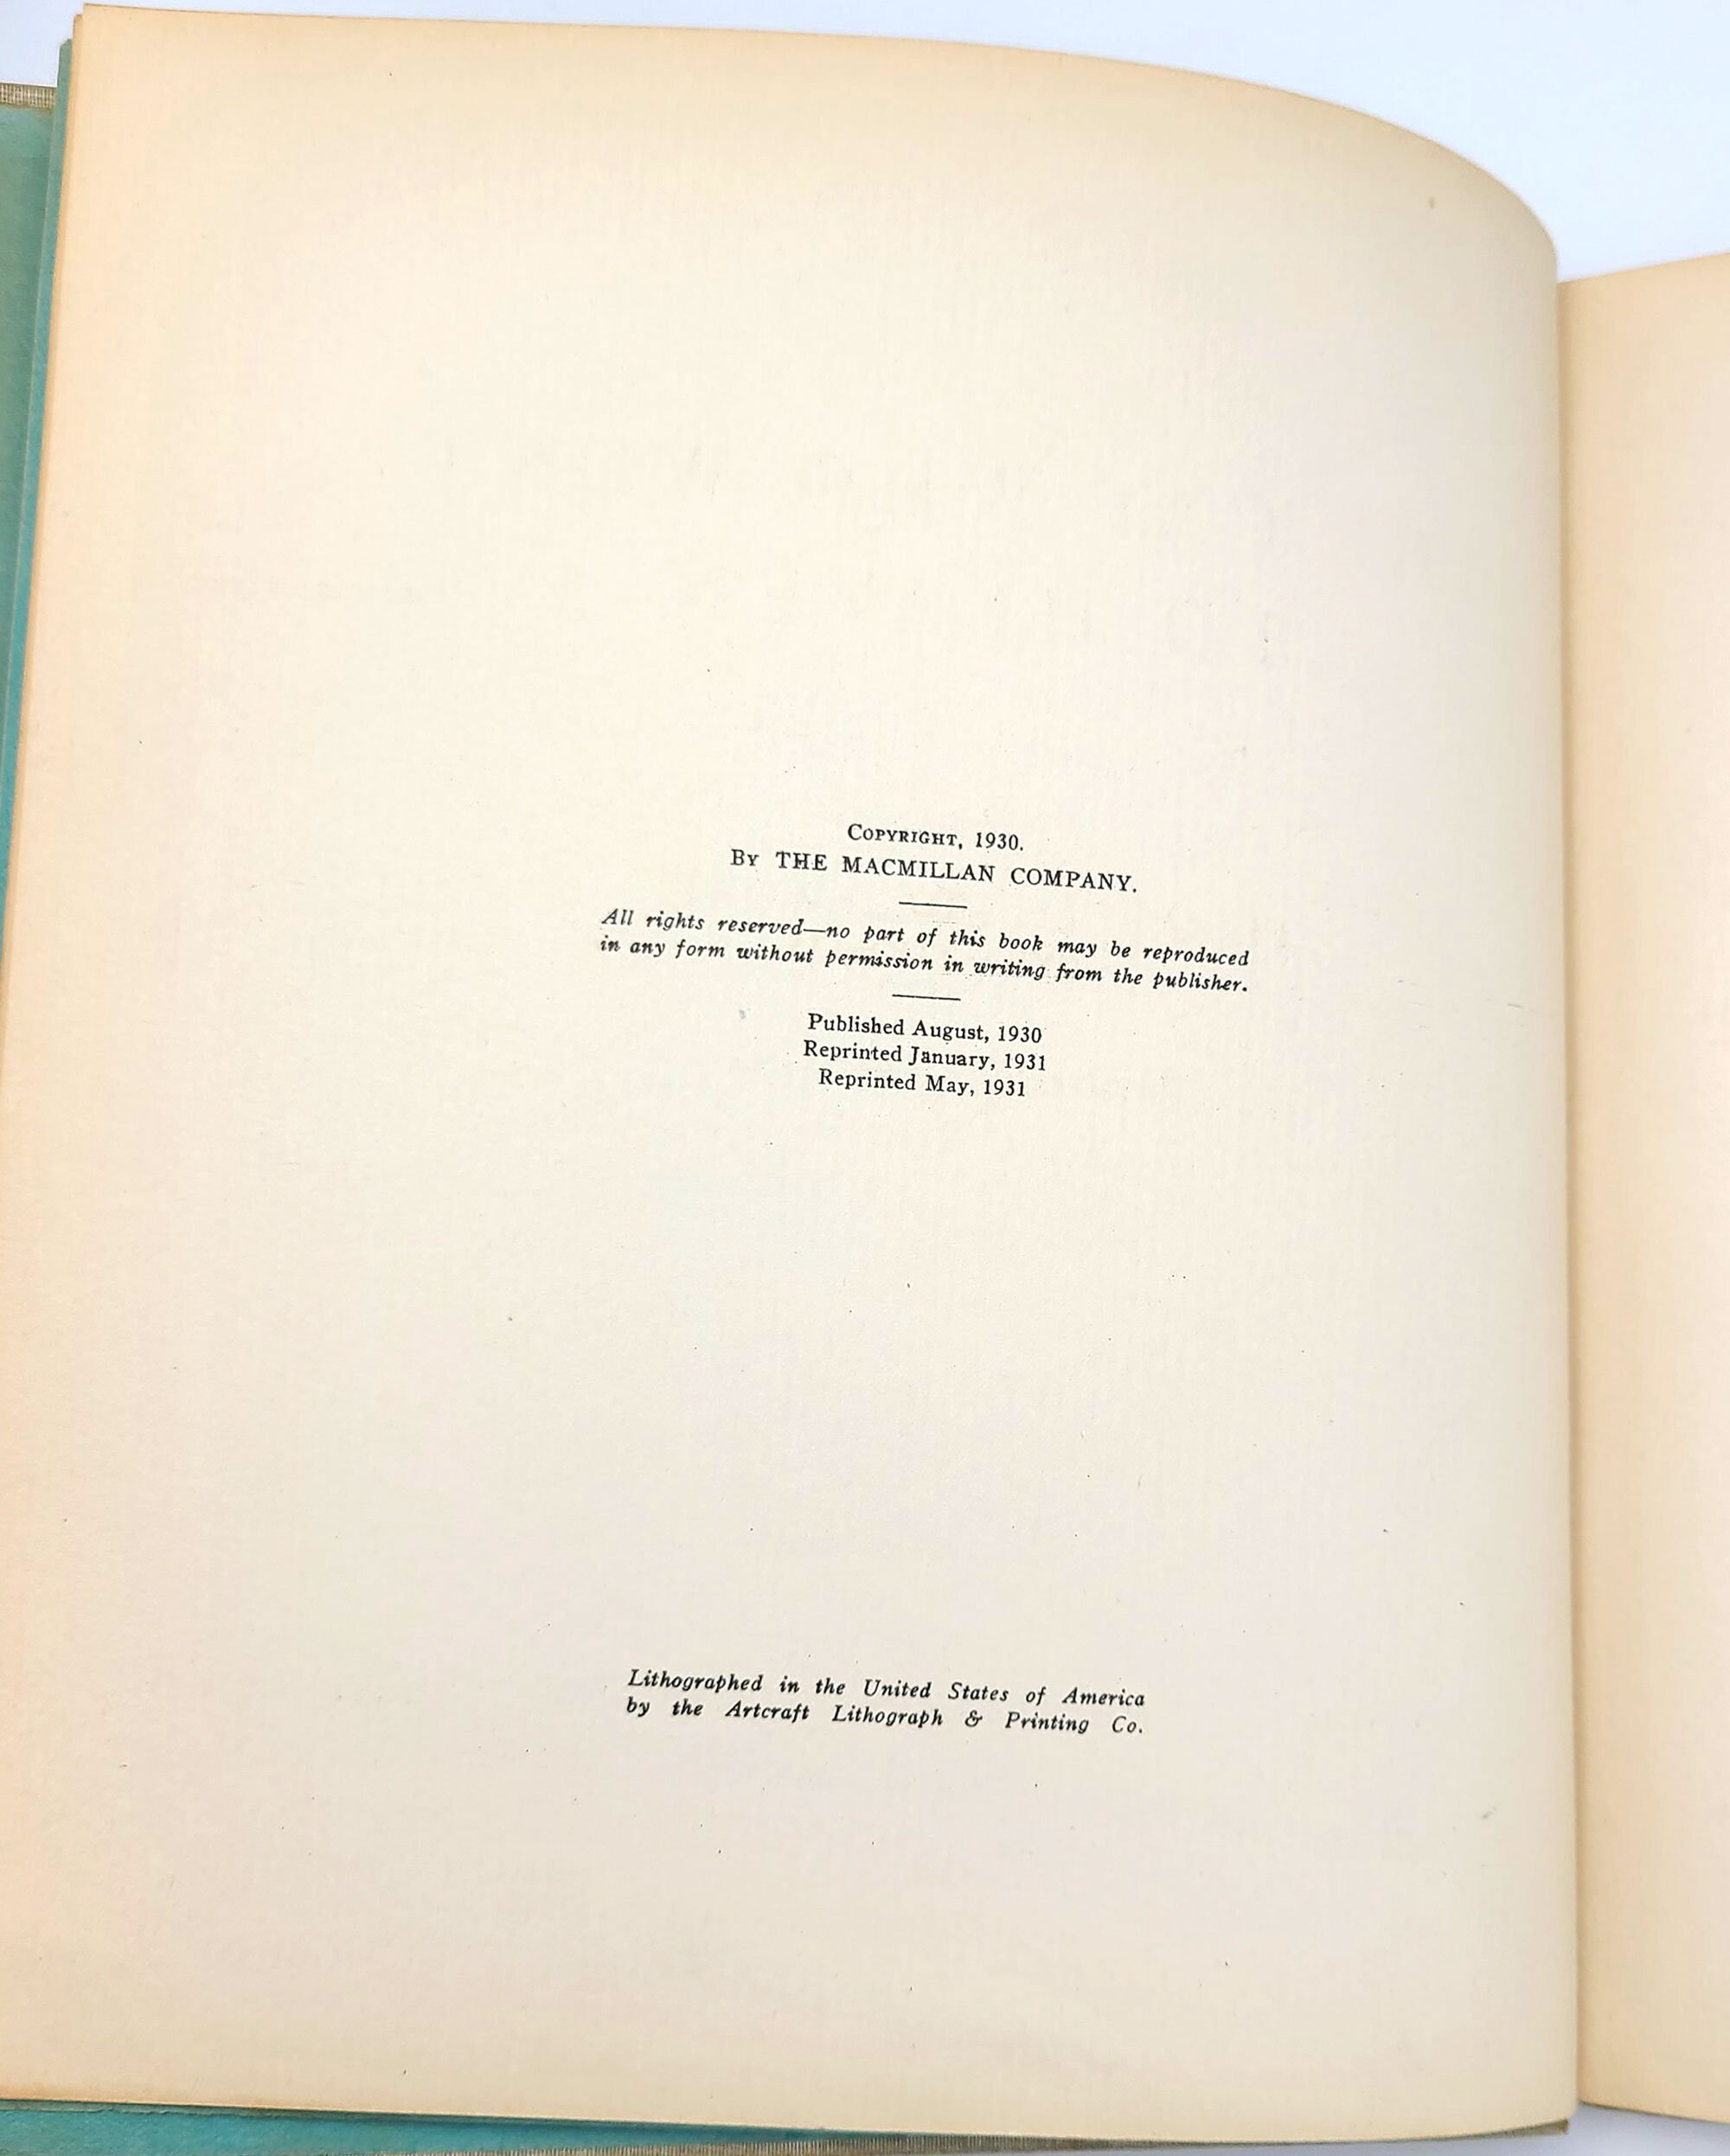 COPYRIGHT, 1930.
BY THE MACMILLAN COMPANY.
All rights reserved—no part of this book may be reproduced
in any form without permission in writing from the publisher.
Published August, 1930
Reprinted January, 1931
Reprinted May, 1931
Lithographed in the United States of America
by the Artcraft Lithograph & Printing Co.